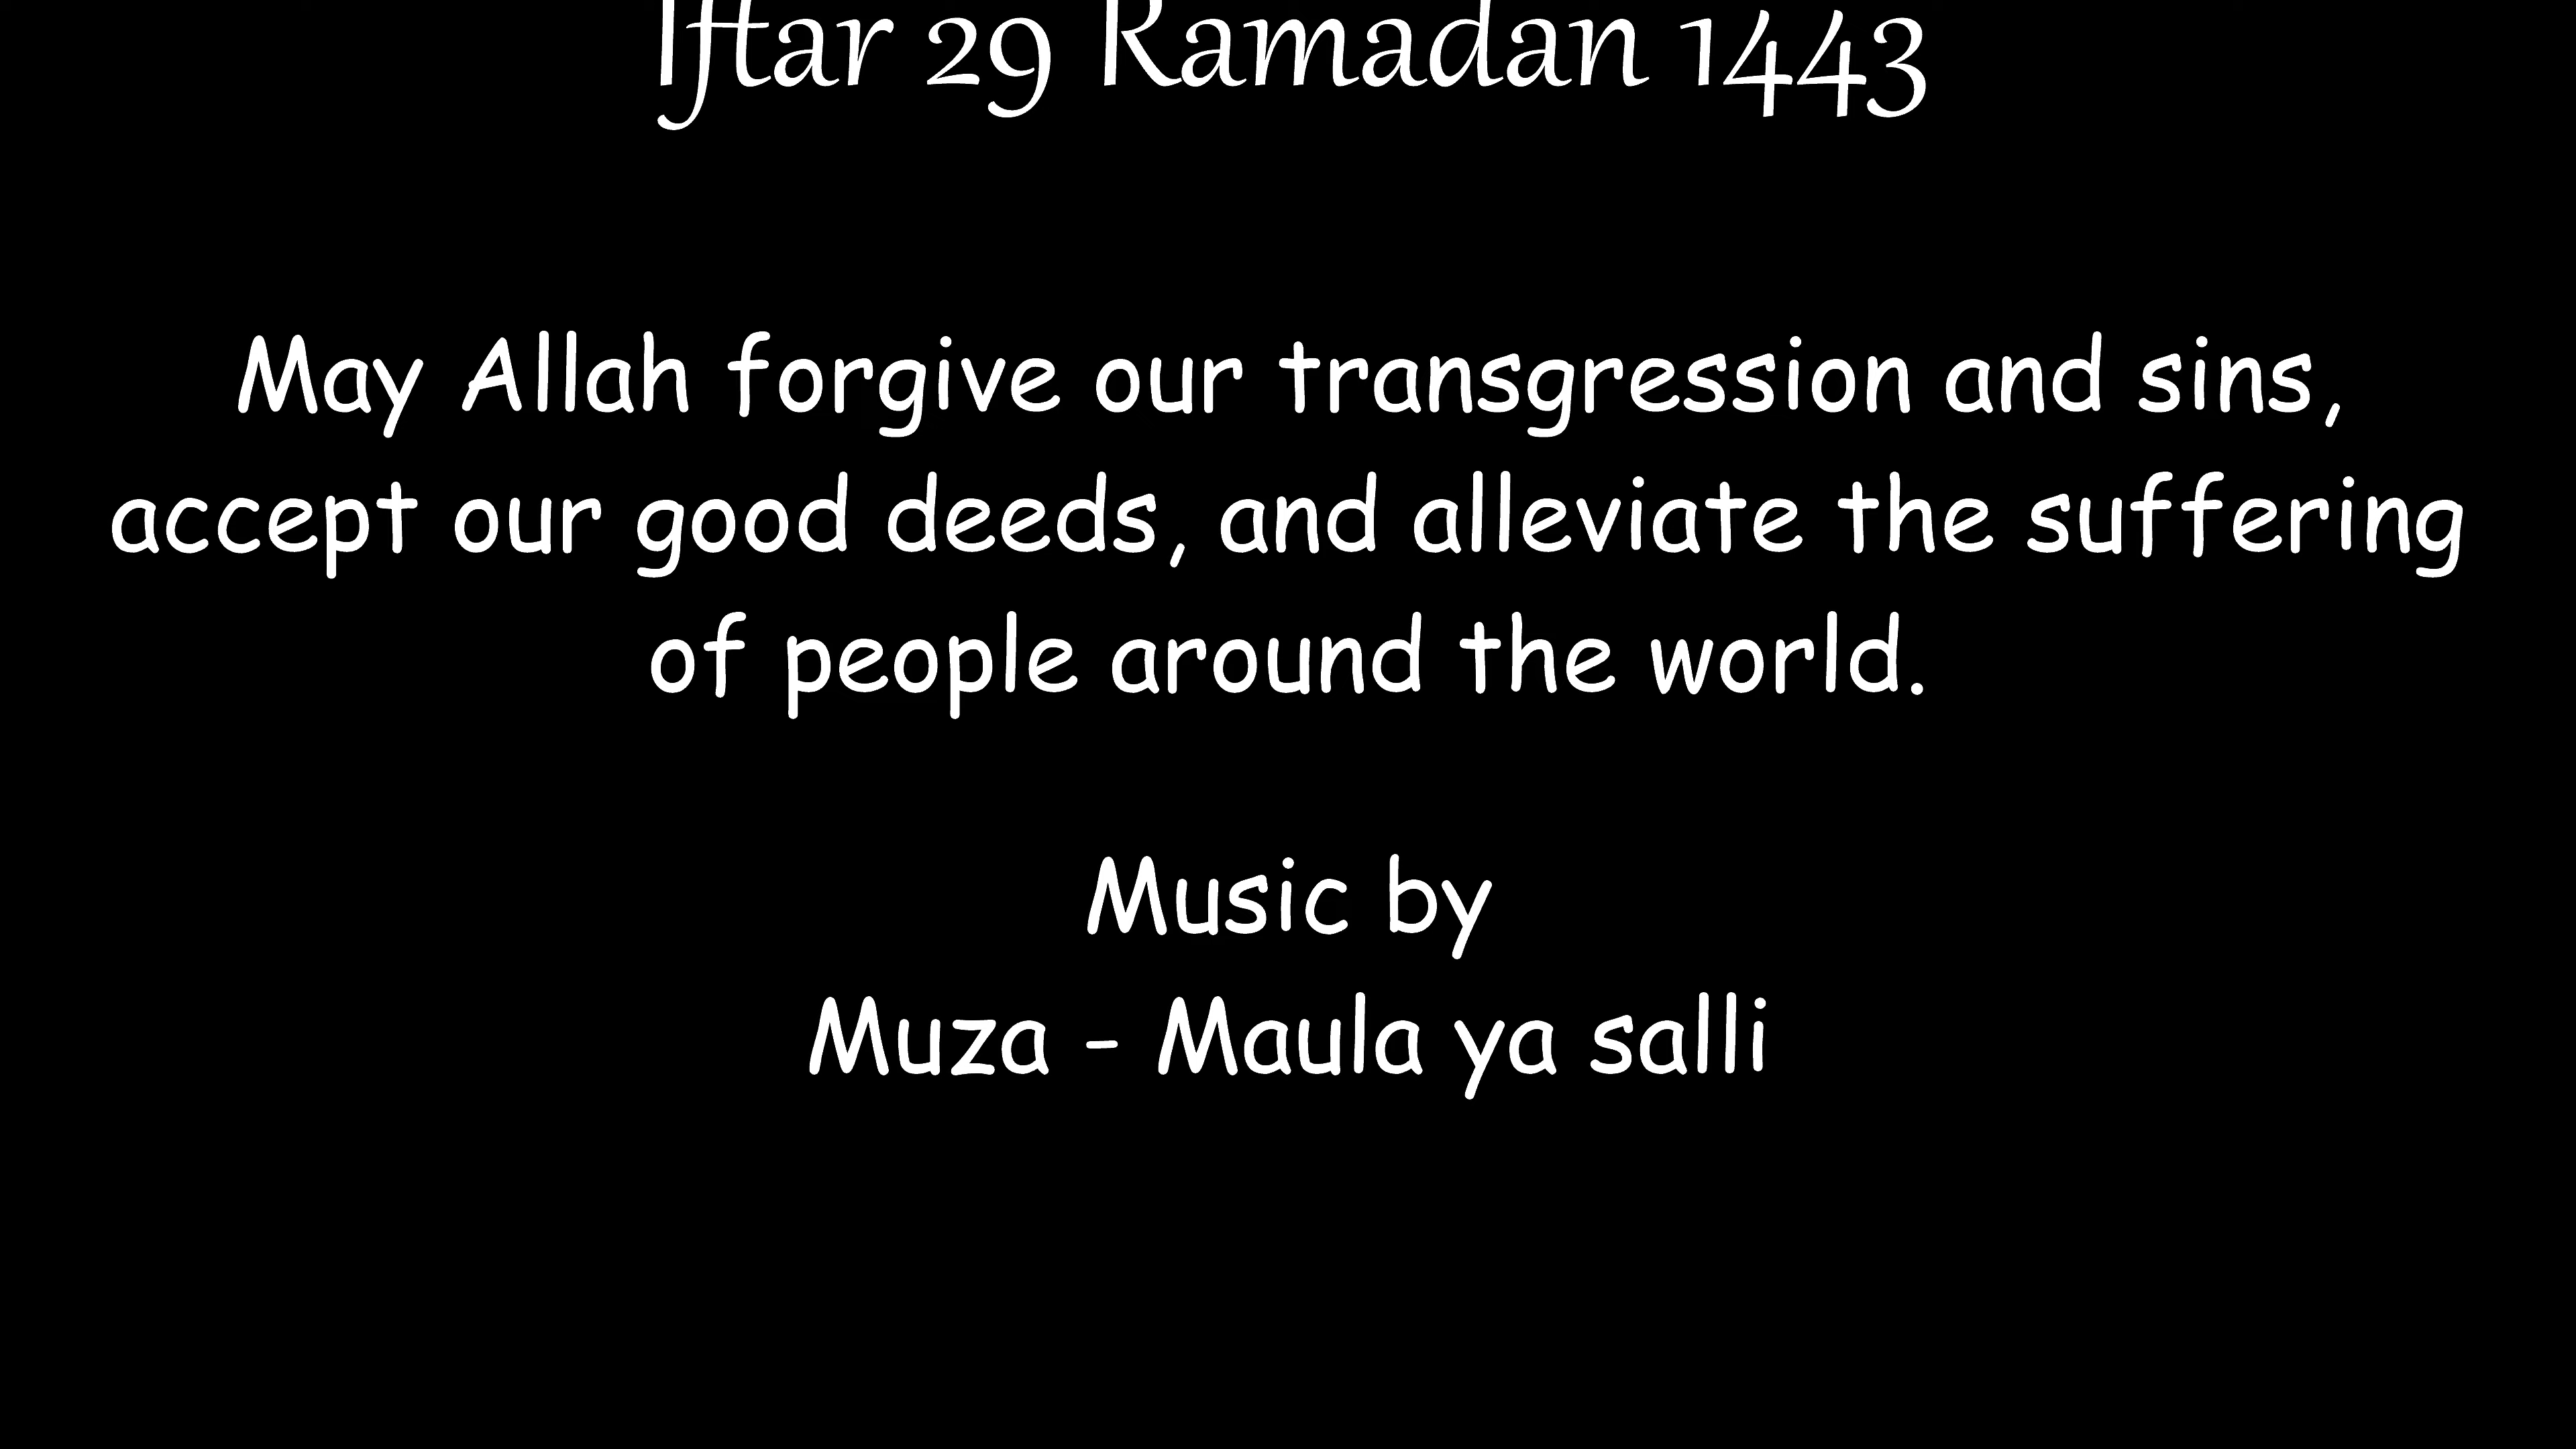 Iftar 29 Ramadan 1443
May Allah forgive our transgression and sins,
accept our good deeds, and alleviate the suffering
of people around the world.
Music by
Muza - Maula ya salli